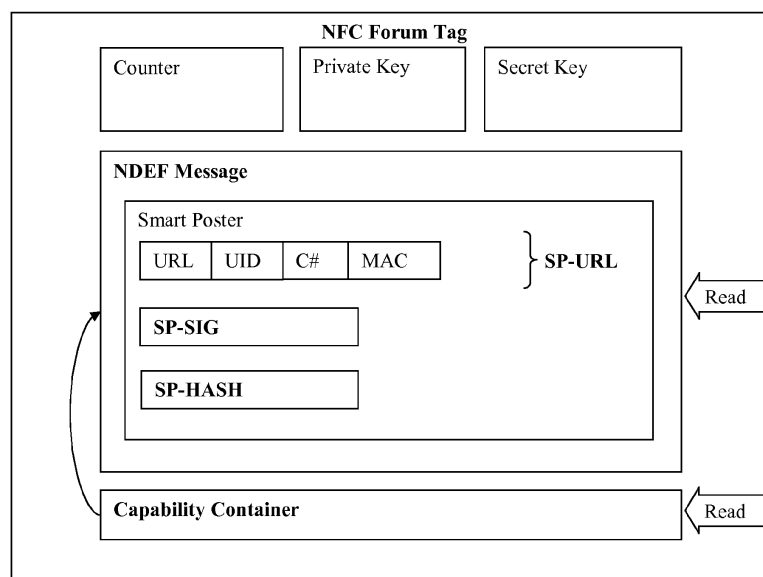 NFC Forum Tag
Counter
Private Key
Secret Key
NDEF Message
Smart Poster
URL UID C# MAC
SP-URL
Read
SP-SIG
SP-HASH
Capability Container
Read